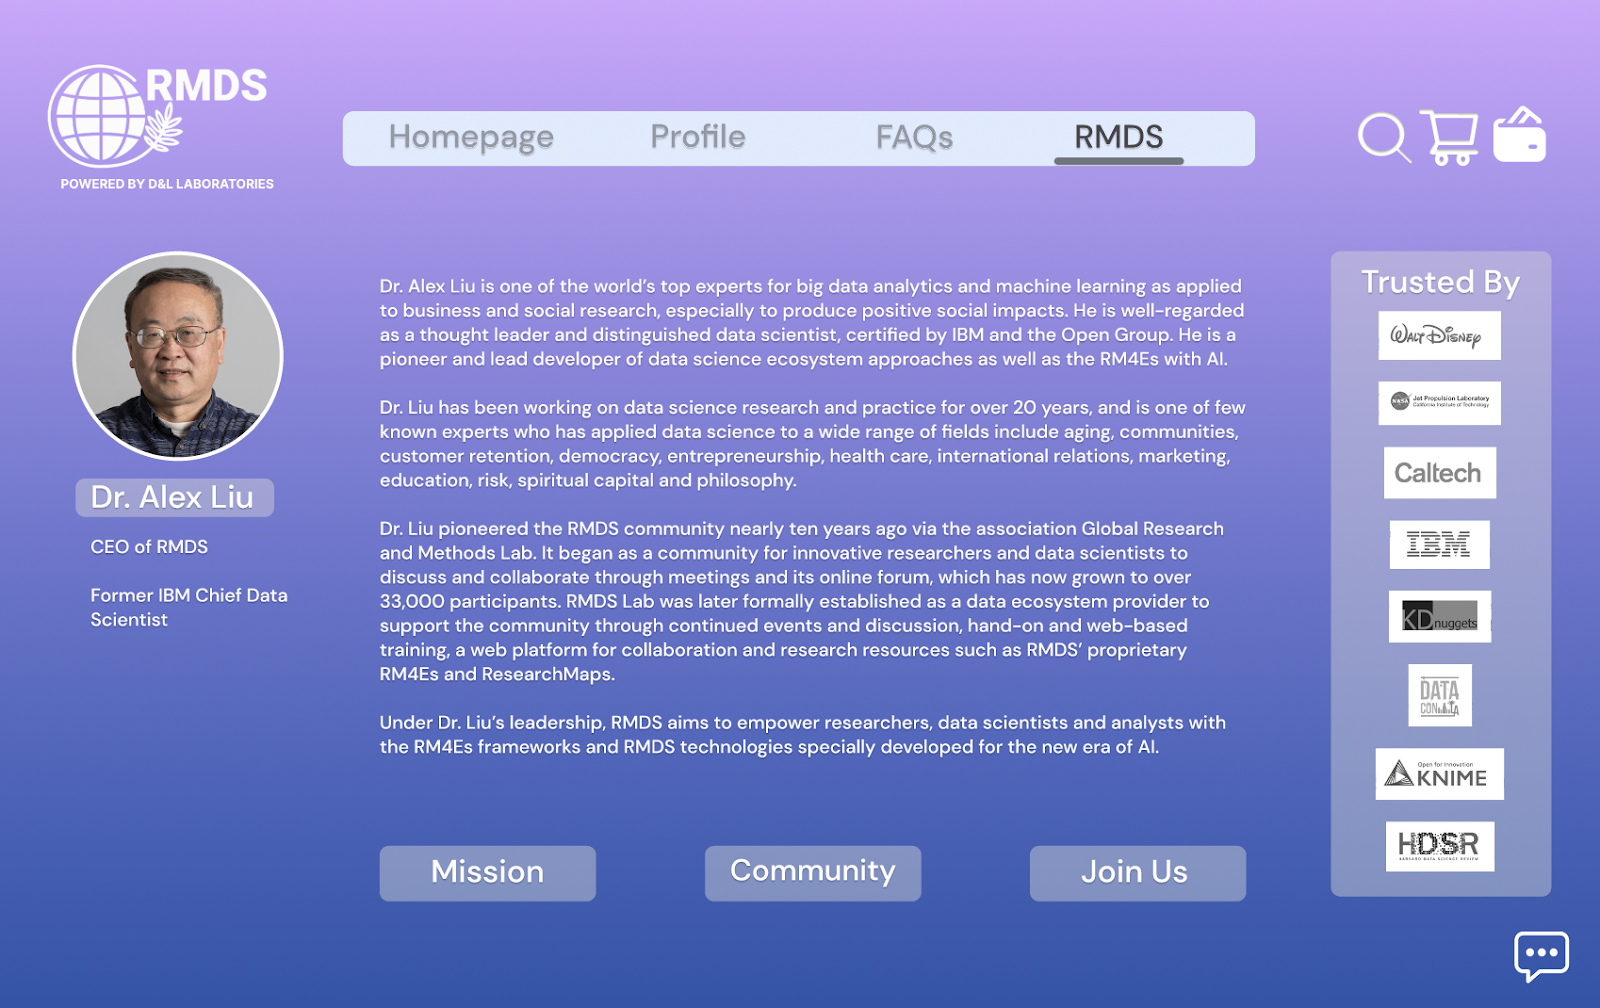 RMDS
POWERED BY D&L LABORATORIES
Homepage
Profile
FAQs
RMDS
Dr. Alex Liu
CEO of RMDS
Former IBM Chief Data
Scientist
Dr. Alex Liu is one of the world’s top experts for big data analytics and machine learning as applied
to business and social research, especially to produce positive social impacts. He is well-regarded
as a thought leader and distinguished data scientist, certified by IBM and the Open Group. He is a
pioneer and lead developer of data science ecosystem approaches as well as the RM4Es with AI.
Dr. Liu has been working on data science research and practice for over 20 years, and is one of few
known experts who has applied data science to a wide range of fields include aging, communities,
customer retention, democracy, entrepreneurship, health care, international relations, marketing,
education, risk, spiritual capital and philosophy.
Dr. Liu pioneered the RMDS community nearly ten years ago via the association Global Research
and Methods Lab. It began as a community for innovative researchers and data scientists to
discuss and collaborate through meetings and its online forum, which has now grown to over
33,000 participants. RMDS Lab was later formally established as a data ecosystem provider to
support the community through continued events and discussion, hand-on and web-based
training, a web platform for collaboration and research resources such as RMDS’ proprietary
RM4Es and ResearchMaps.
Under Dr. Liu’s leadership, RMDS aims to empower researchers, data scientists and analysts with
the RM4Es frameworks and RMDS technologies specially developed for the new era of AI.
Mission
Community
Join Us
Trusted By
WALT DISNEY
NASA
Jet Propulsion Laboratory
California Institute of Technology
Caltech
IBM
KDnuggets
DATA
CON LA
Open for Innovation
KNIME
HDSR
HARVARD DATA SCIENCE REVIEW